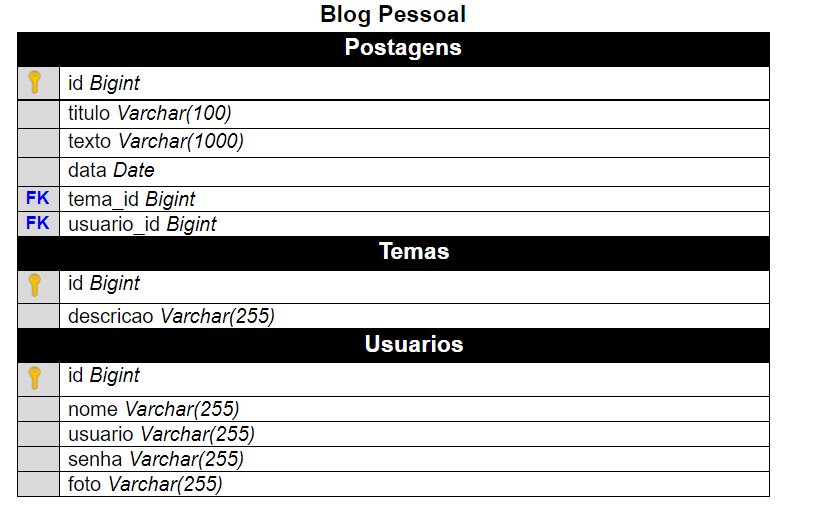 Blog Pessoal
Postagens
id Bigint
titulo Varchar(100)
texto Varchar(1000)
data Date
FK tema_id Bigint
FK usuario_id Bigint
Temas
id Bigint
descricao Varchar(255)
Usuarios
id Bigint
nome Varchar(255)
usuario Varchar(255)
senha Varchar(255)
foto Varchar(255)